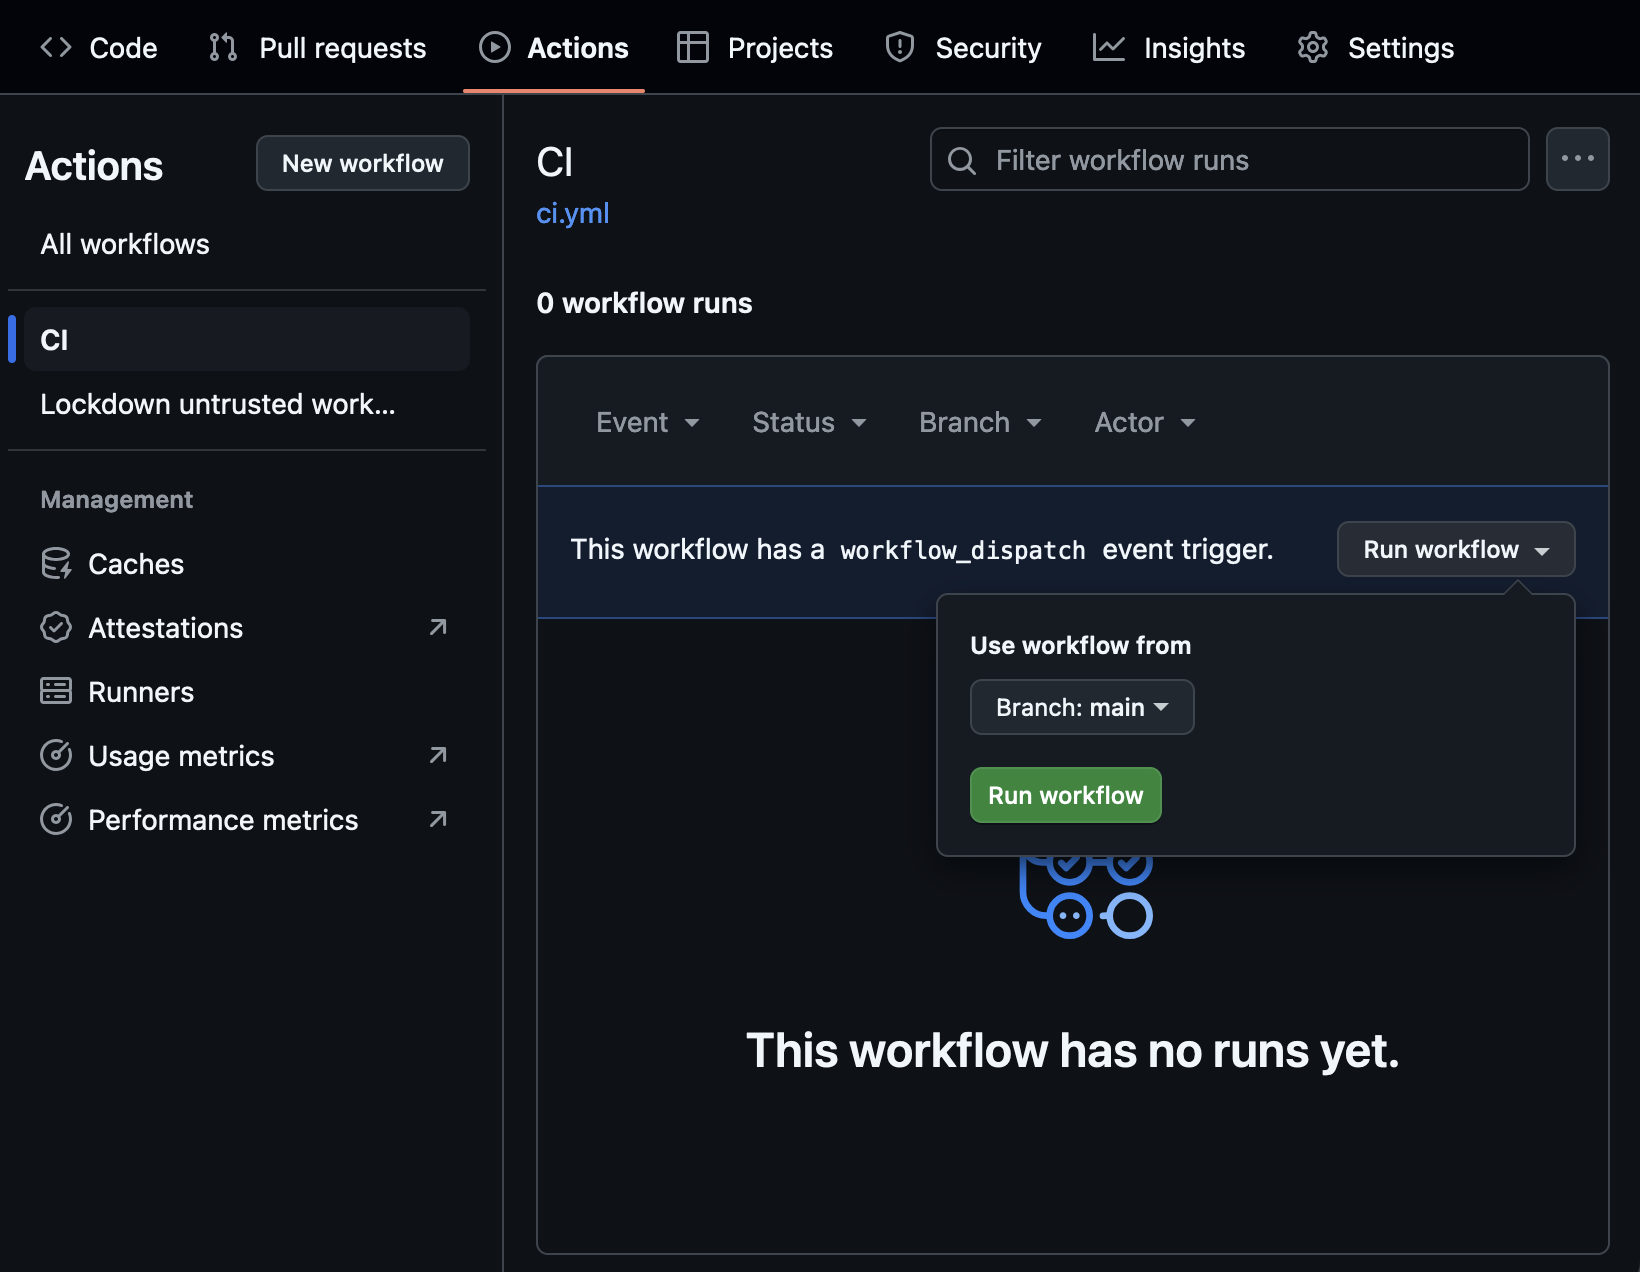 Code Pull requests Actions Projects Security Insights Settings
Actions
New workflow
All workflows
CI
Lockdown untrusted work...
Management
Caches
Attestations
Runners
Usage metrics
Performance metrics
CI
ci.yml
Filter workflow runs
0 workflow runs
Event Status Branch Actor
This workflow has a workflow_dispatch event trigger.
Run workflow
Use workflow from
Branch: main
Run workflow
This workflow has no runs yet.